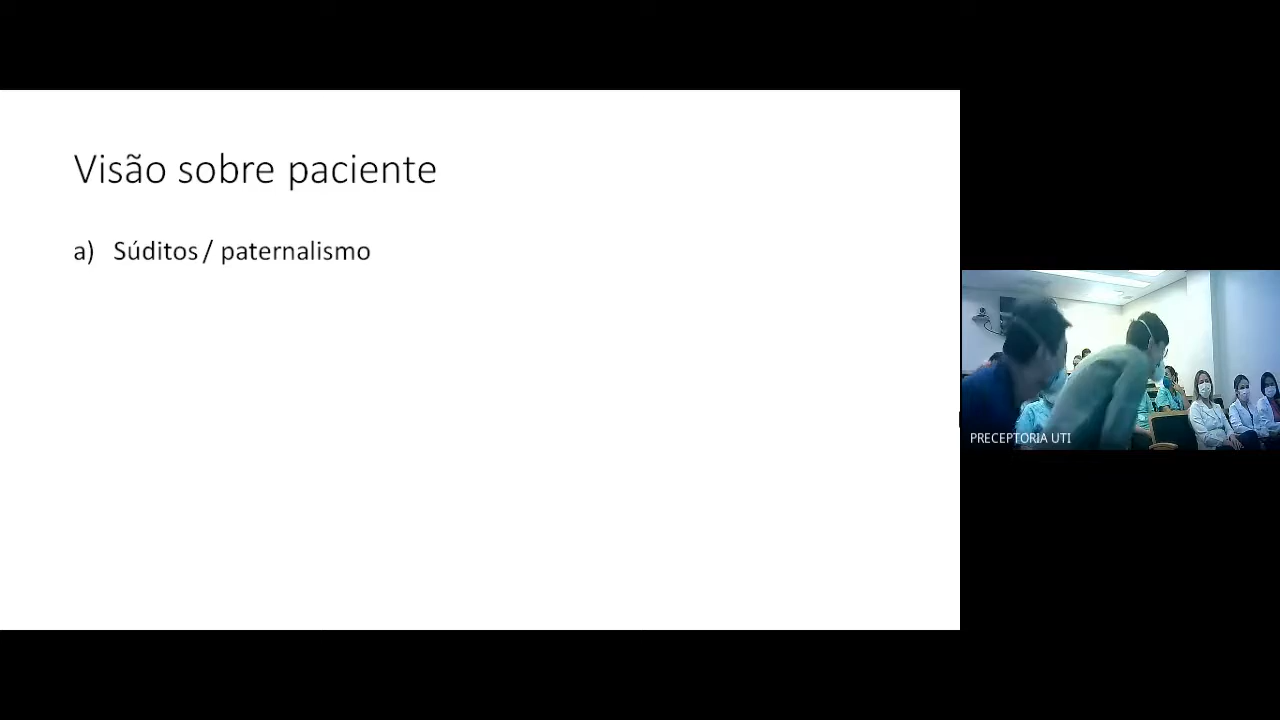 Visão sobre paciente
a) Súditos / paternalismo
PRECEPTORIA UTI